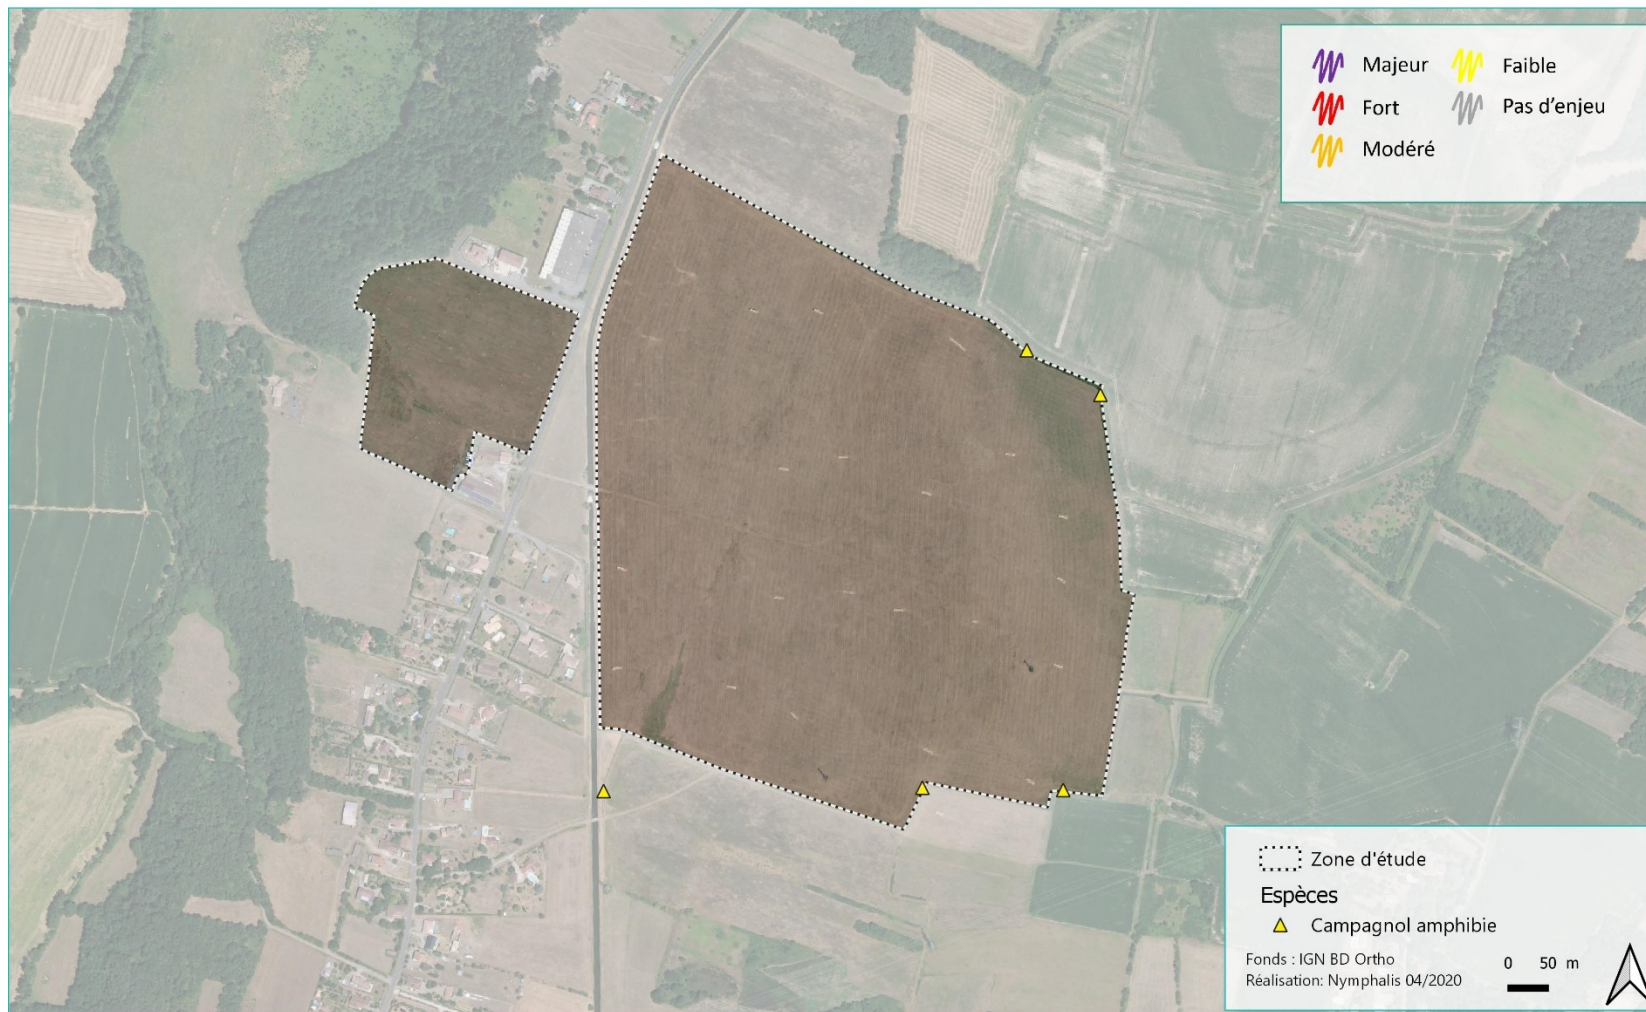 Majeur
Faible
Fort
Pas d'enjeu
Modéré
Zone d'étude
Espèces
Campagnol amphibie
Fonds : IGN BD Ortho
Réalisation: Nymphalis 04/2020
0 50 m